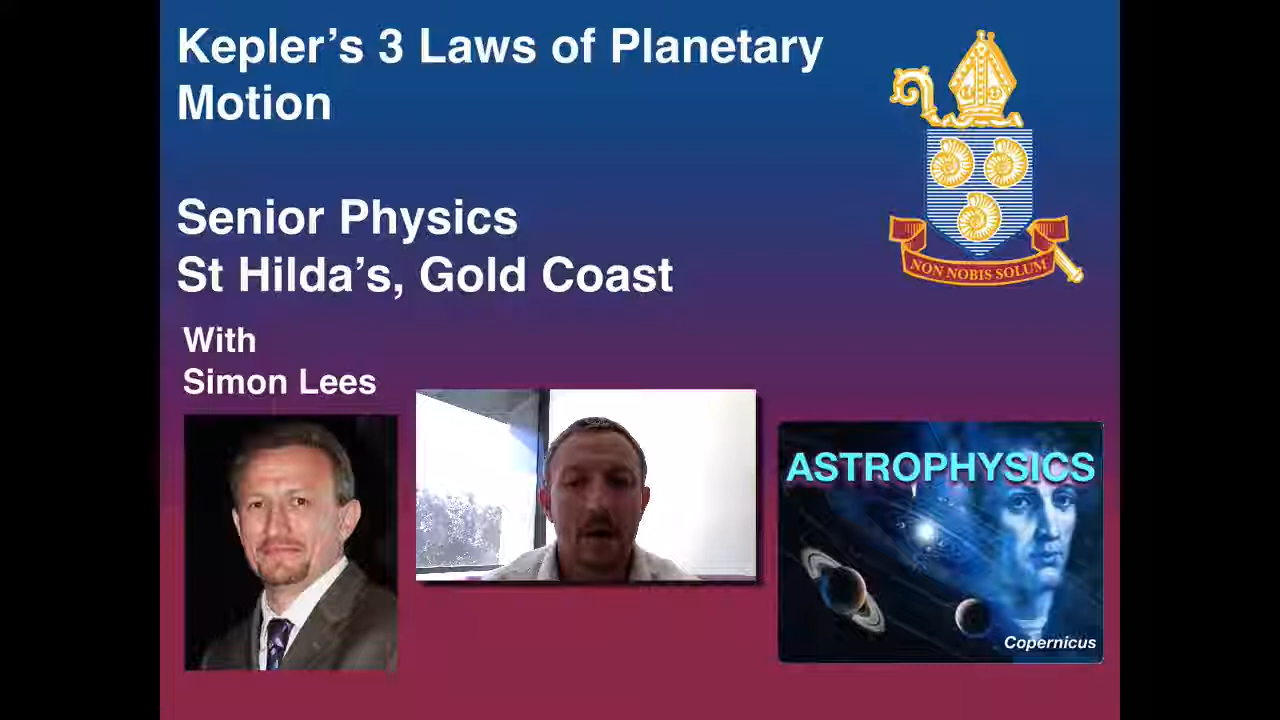 Kepler’s 3 Laws of Planetary
Motion
Senior Physics
St Hilda’s, Gold Coast
With
Simon Lees
NON NOBIS SOLUM
ASTROPHYSICS
Copernicus